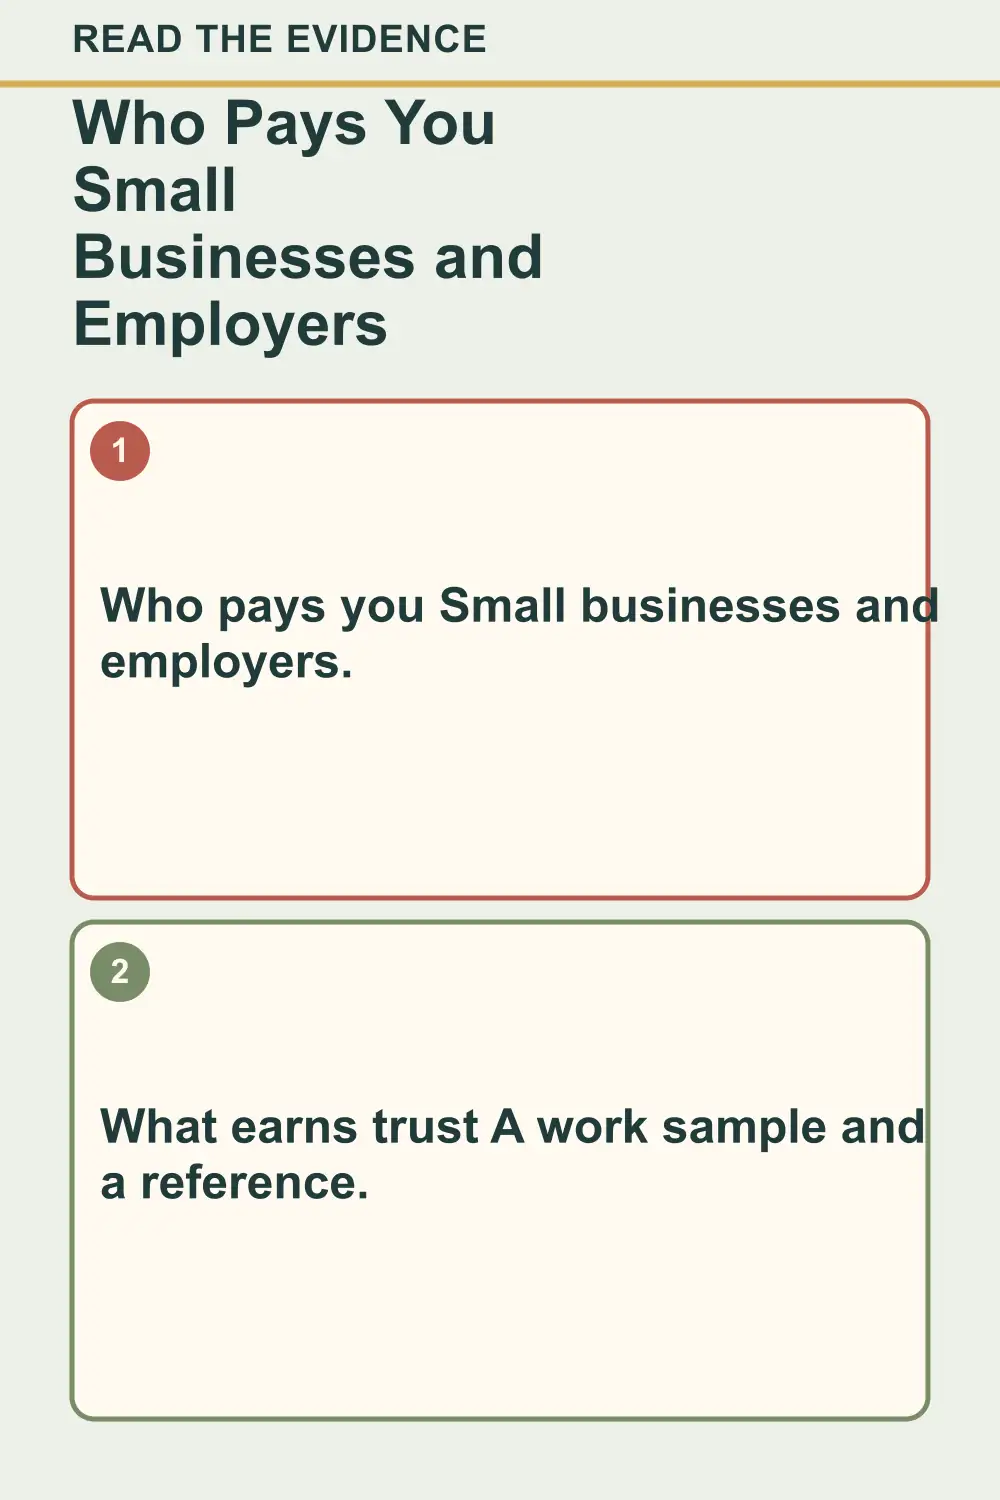 READ THE EVIDENCE
Who Pays You
Small
Businesses and
Employers
1
Who pays you Small businesses and
employers.
2
What earns trust A work sample and
a reference.